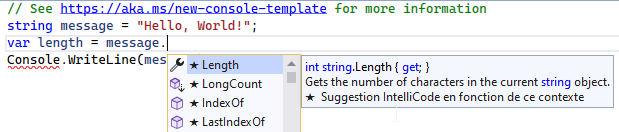 // See https://aka.ms/new-console-template for more information
string message = "Hello, World!";
var length = message.
Console.WriteLine(mes
★ Length
★ LongCount
★ IndexOf
★ LastIndexOf
int string.Length { get; }
Gets the number of characters in the current string object.
★ Suggestion IntelliCode en fonction de ce contexte